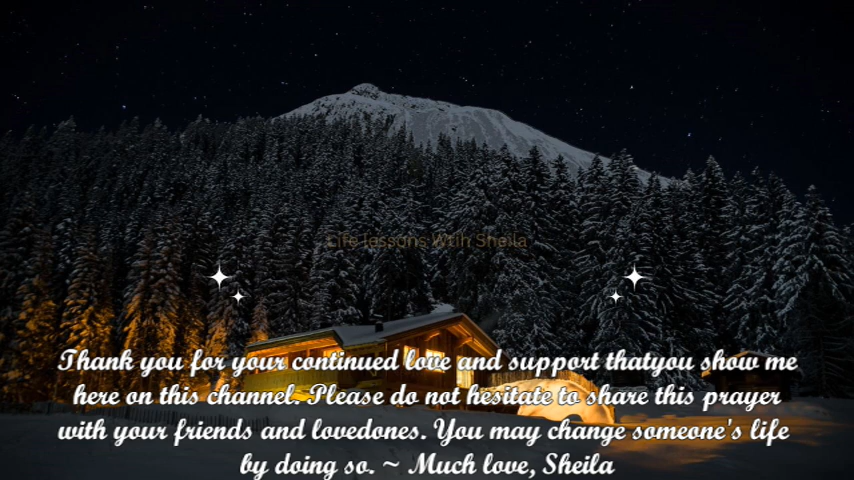 Life lessons Wtih Sheila
Thank you for your continued love and support thatyou show me
here on this channel. Please do not hesitate to share this prayer
with your friends and lovedones. You may change someone's life
by doing so. ~ Much love, Sheila